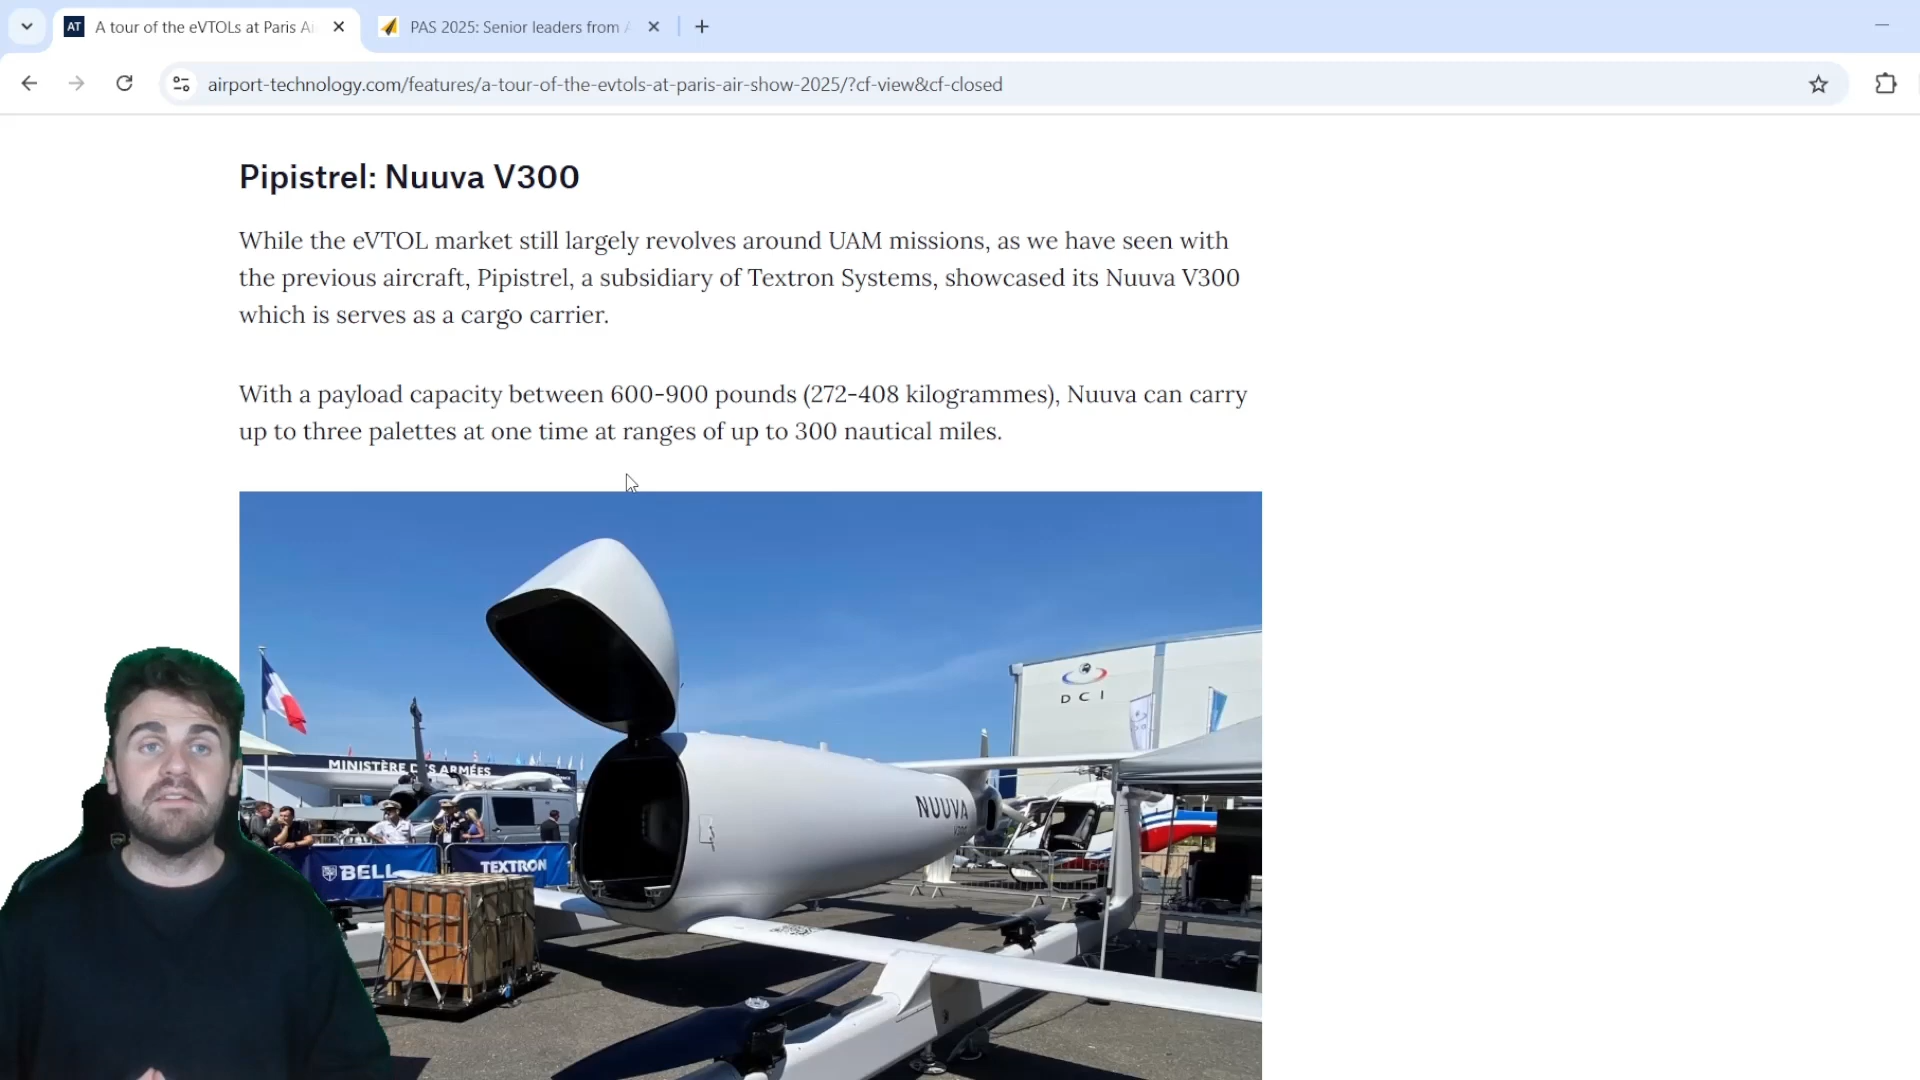 A tour of the eVTOLs at Paris Ai
PAS 2025: Senior leaders from
airport-technology.com/features/a-tour-of-the-evtols-at-paris-air-show-2025/?cf-view&cf-closed
Pipistrel: Nuuva V300
While the eVTOL market still largely revolves around UAM missions, as we have seen with
the previous aircraft, Pipistrel, a subsidiary of Textron Systems, showcased its Nuuva V300
which is serves as a cargo carrier.
With a payload capacity between 600-900 pounds (272-408 kilogrammes), Nuuva can carry
up to three palettes at one time at ranges of up to 300 nautical miles.
DCI
MINISTÈRE DES ARMÉES
NUUVA
BELL
TEXTRON